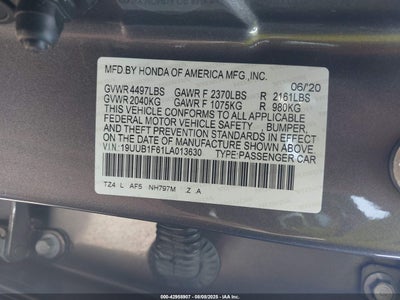 MFD. BY HONDA OF AMERICA MFG., INC. 06/20
GVWR 4497LBS GAWR F 2370LBS R 2161LBS
GVWR 2040KG GAWR F 1075KG R 980KG
THIS VEHICLE CONFORMS TO ALL APPLICABLE
FEDERAL MOTOR VEHICLE SAFETY BUMPER,
AND THEFT PREVENTION STANDARDS IN EFFECT
ON THE DATE OF MANUFACTURE SHOWN ABOVE.
V.I.N. 19UUB1F61LA013630 TYPE:PASSENGER CAR
TZ4 L AF5 NH797M Z A
000-42958907 - 08/08/2025 - IAA Inc.